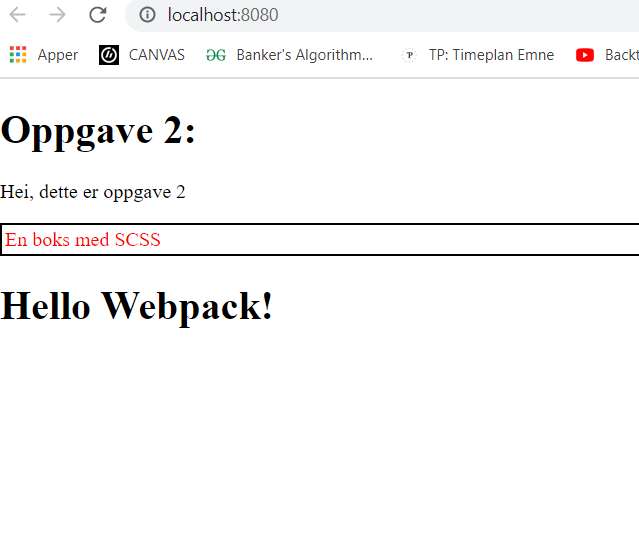 localhost:8080
Apper CANVAS Banker's Algorithm... TP: Timeplan Emne Backt
Oppgave 2:
Hei, dette er oppgave 2
En boks med SCSS
Hello Webpack!